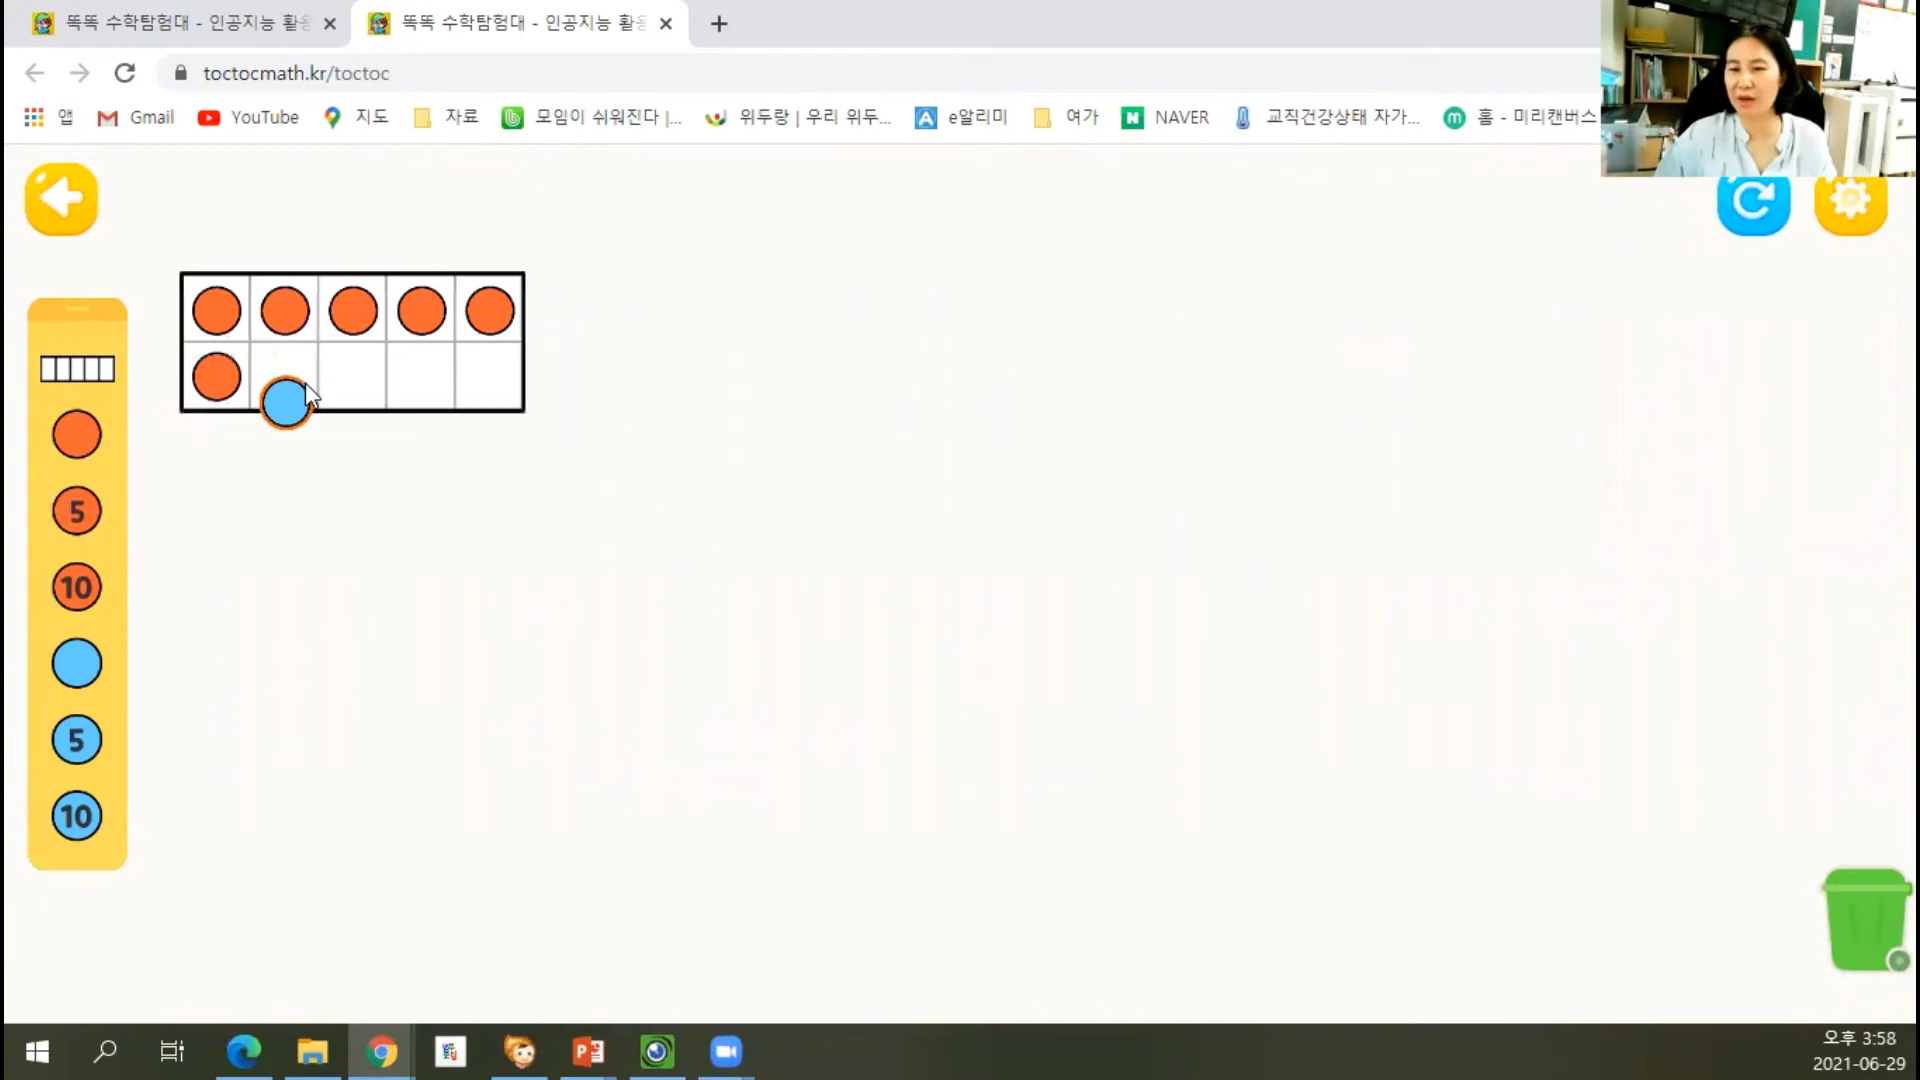 똑똑 수학탐험대 - 인공지능 활용 똑똑 수학탐험대 - 인공지능 활용
toctocmath.kr/toctoc
앱 Gmail YouTube 지도 자료 모임이 쉬워진다 |... 위두랑 | 우리 위두... e알리미 여가 NAVER 교직건강상태 자가... 홈 - 미리캔버스
5
10
5
10
오후 3:58
2021-06-29